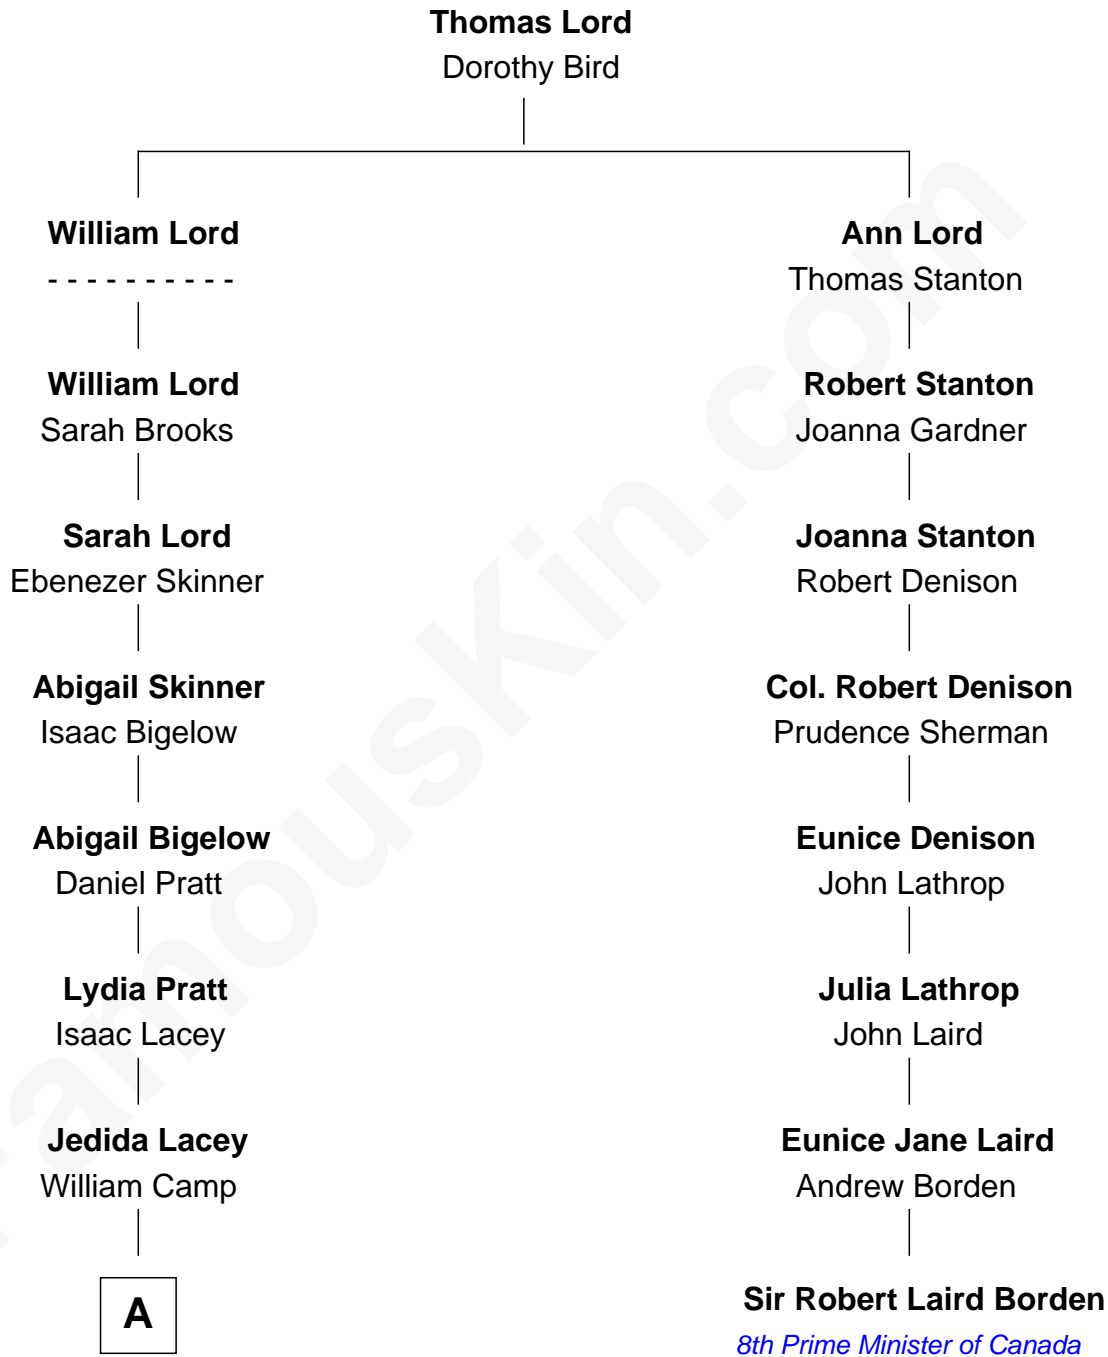 Thomas Lord
Dorothy Bird
William Lord
- - - - - - - - - -
William Lord
Sarah Brooks
Sarah Lord
Ebenezer Skinner
Abigail Skinner
Isaac Bigelow
Abigail Bigelow
Daniel Pratt
Lydia Pratt
Isaac Lacey
Jedida Lacey
William Camp
A
Ann Lord
Thomas Stanton
Robert Stanton
Joanna Gardner
Joanna Stanton
Robert Denison
Col. Robert Denison
Prudence Sherman
Eunice Denison
John Lathrop
Julia Lathrop
John Laird
Eunice Jane Laird
Andrew Borden
Sir Robert Laird Borden
8th Prime Minister of Canada
FamousKin.com